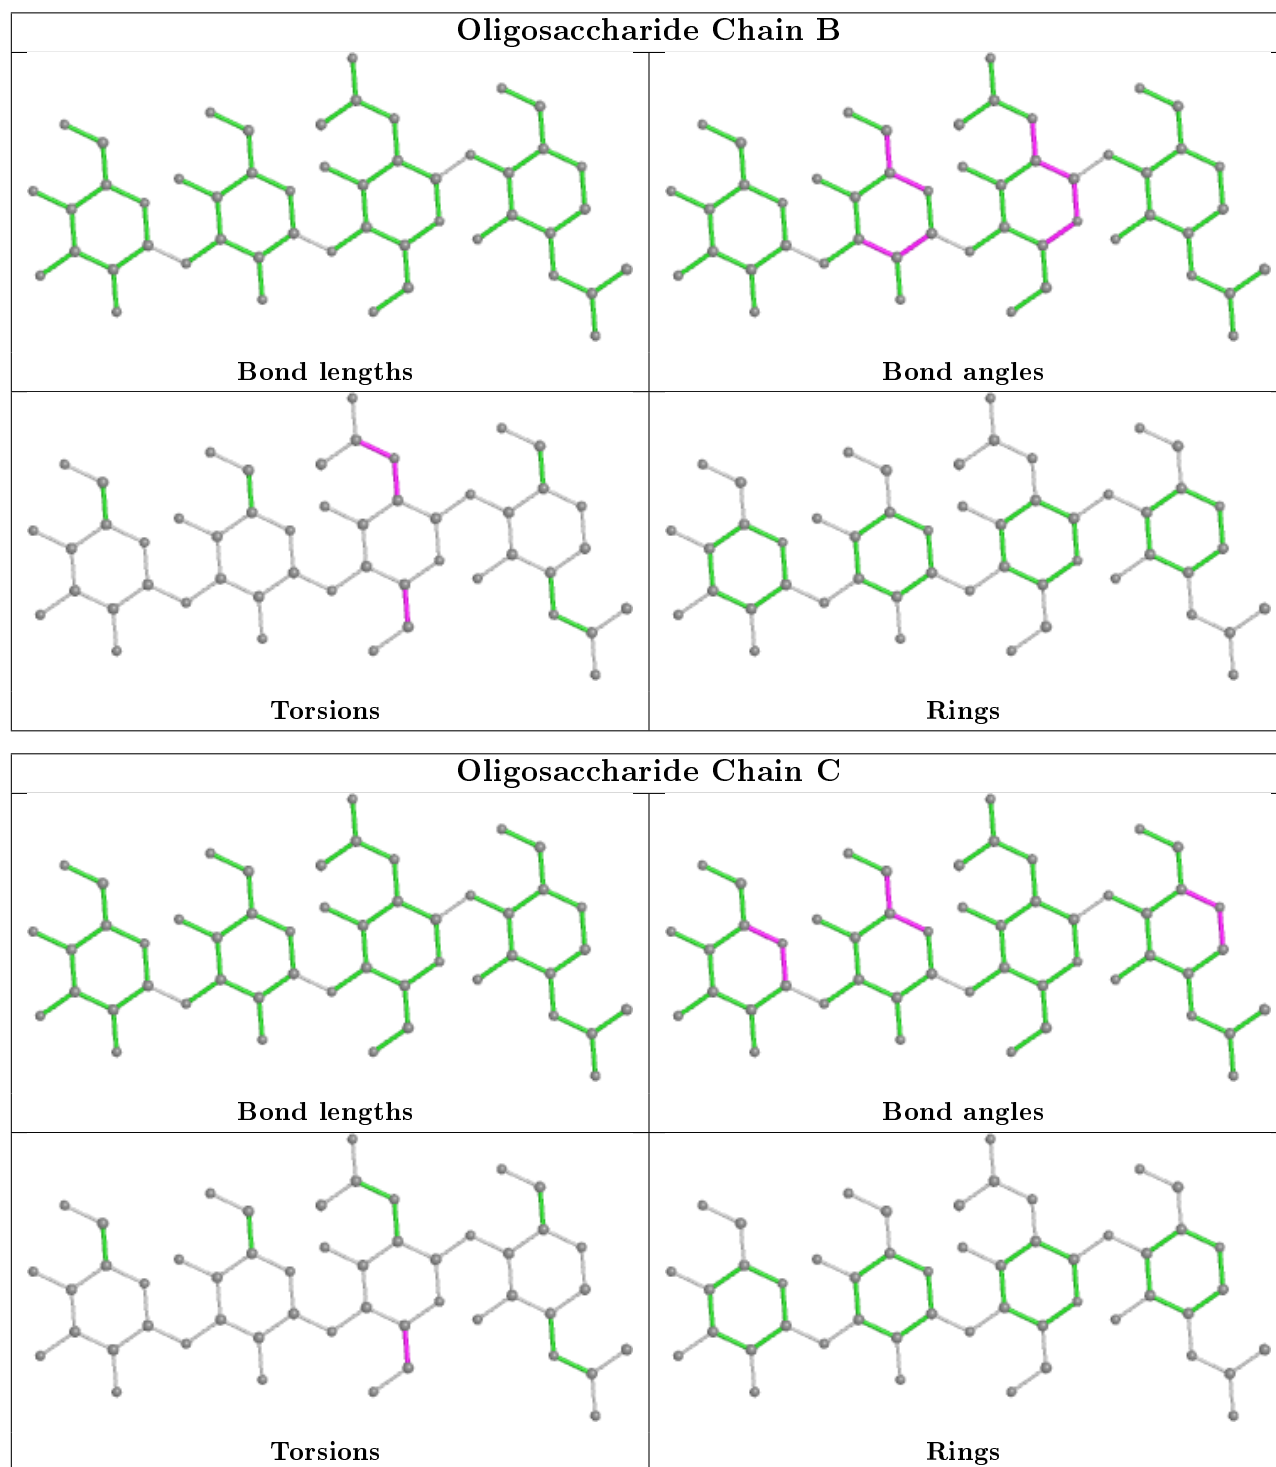 Oligosaccharide Chain B
Bond lengths
Bond angles
Torsions
Rings
Oligosaccharide Chain C
Bond lengths
Bond angles
Torsions
Rings